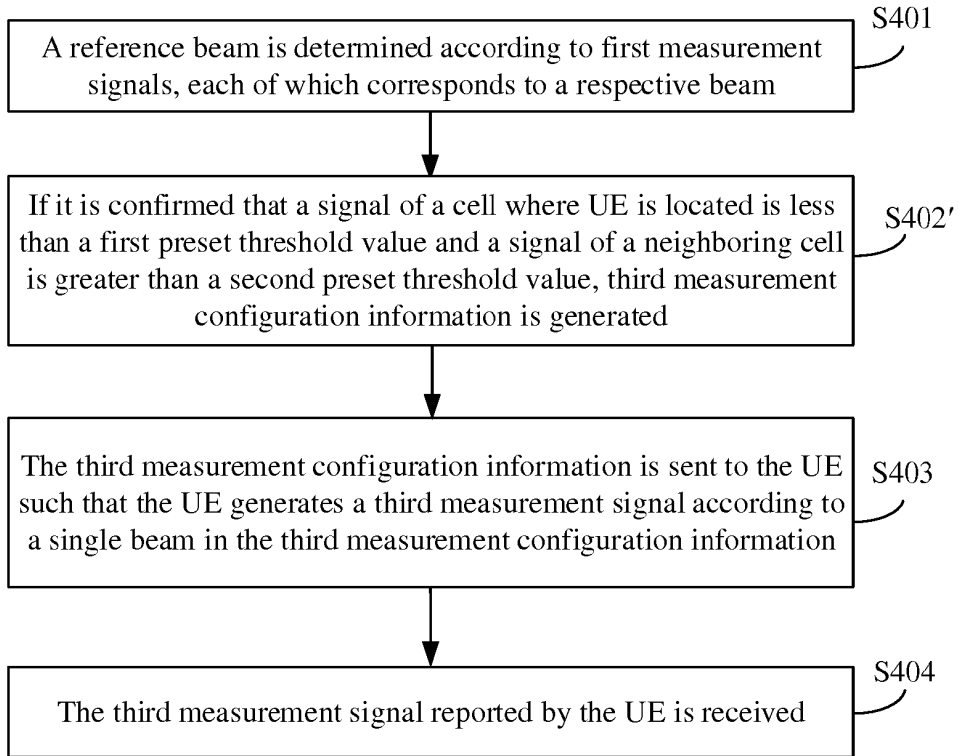 S401
A reference beam is determined according to first measurement
signals, each of which corresponds to a respective beam
S402′
If it is confirmed that a signal of a cell where UE is located is less
than a first preset threshold value and a signal of a neighboring cell
is greater than a second preset threshold value, third measurement
configuration information is generated
S403
The third measurement configuration information is sent to the UE
such that the UE generates a third measurement signal according to
a single beam in the third measurement configuration information
S404
The third measurement signal reported by the UE is received